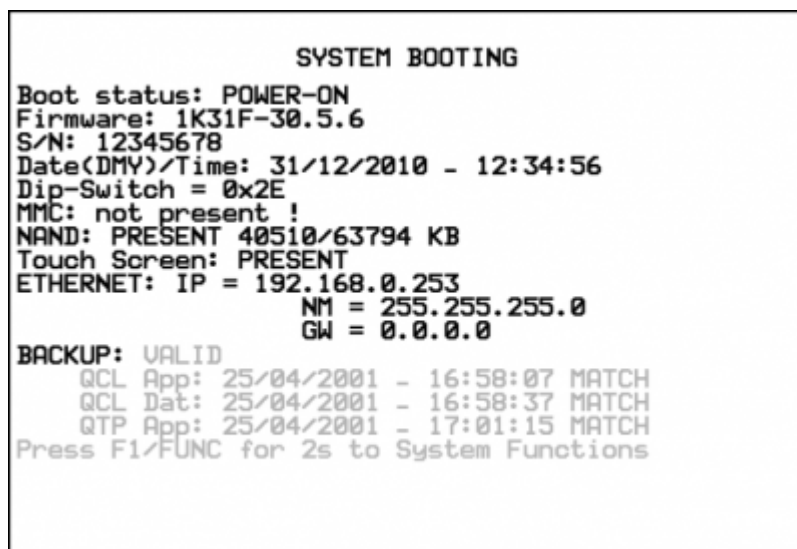 SYSTEM BOOTING
Boot status: POWER-ON
Firmware: 1K31F-30.5.6
S/N: 12345678
Date(DMY)/Time: 31/12/2010 - 12:34:56
Dip-Switch = 0x2E
MMC: not present !
NAND: PRESENT 40510/63794 KB
Touch Screen: PRESENT
ETHERNET: IP = 192.168.0.253
NM = 255.255.255.0
GW = 0.0.0.0
BACKUP: VALID
QCL App: 25/04/2001 - 16:58:07 MATCH
QCL Dat: 25/04/2001 - 16:58:37 MATCH
QTP App: 25/04/2001 - 17:01:15 MATCH
Press F1/FUNC for 2s to System Functions